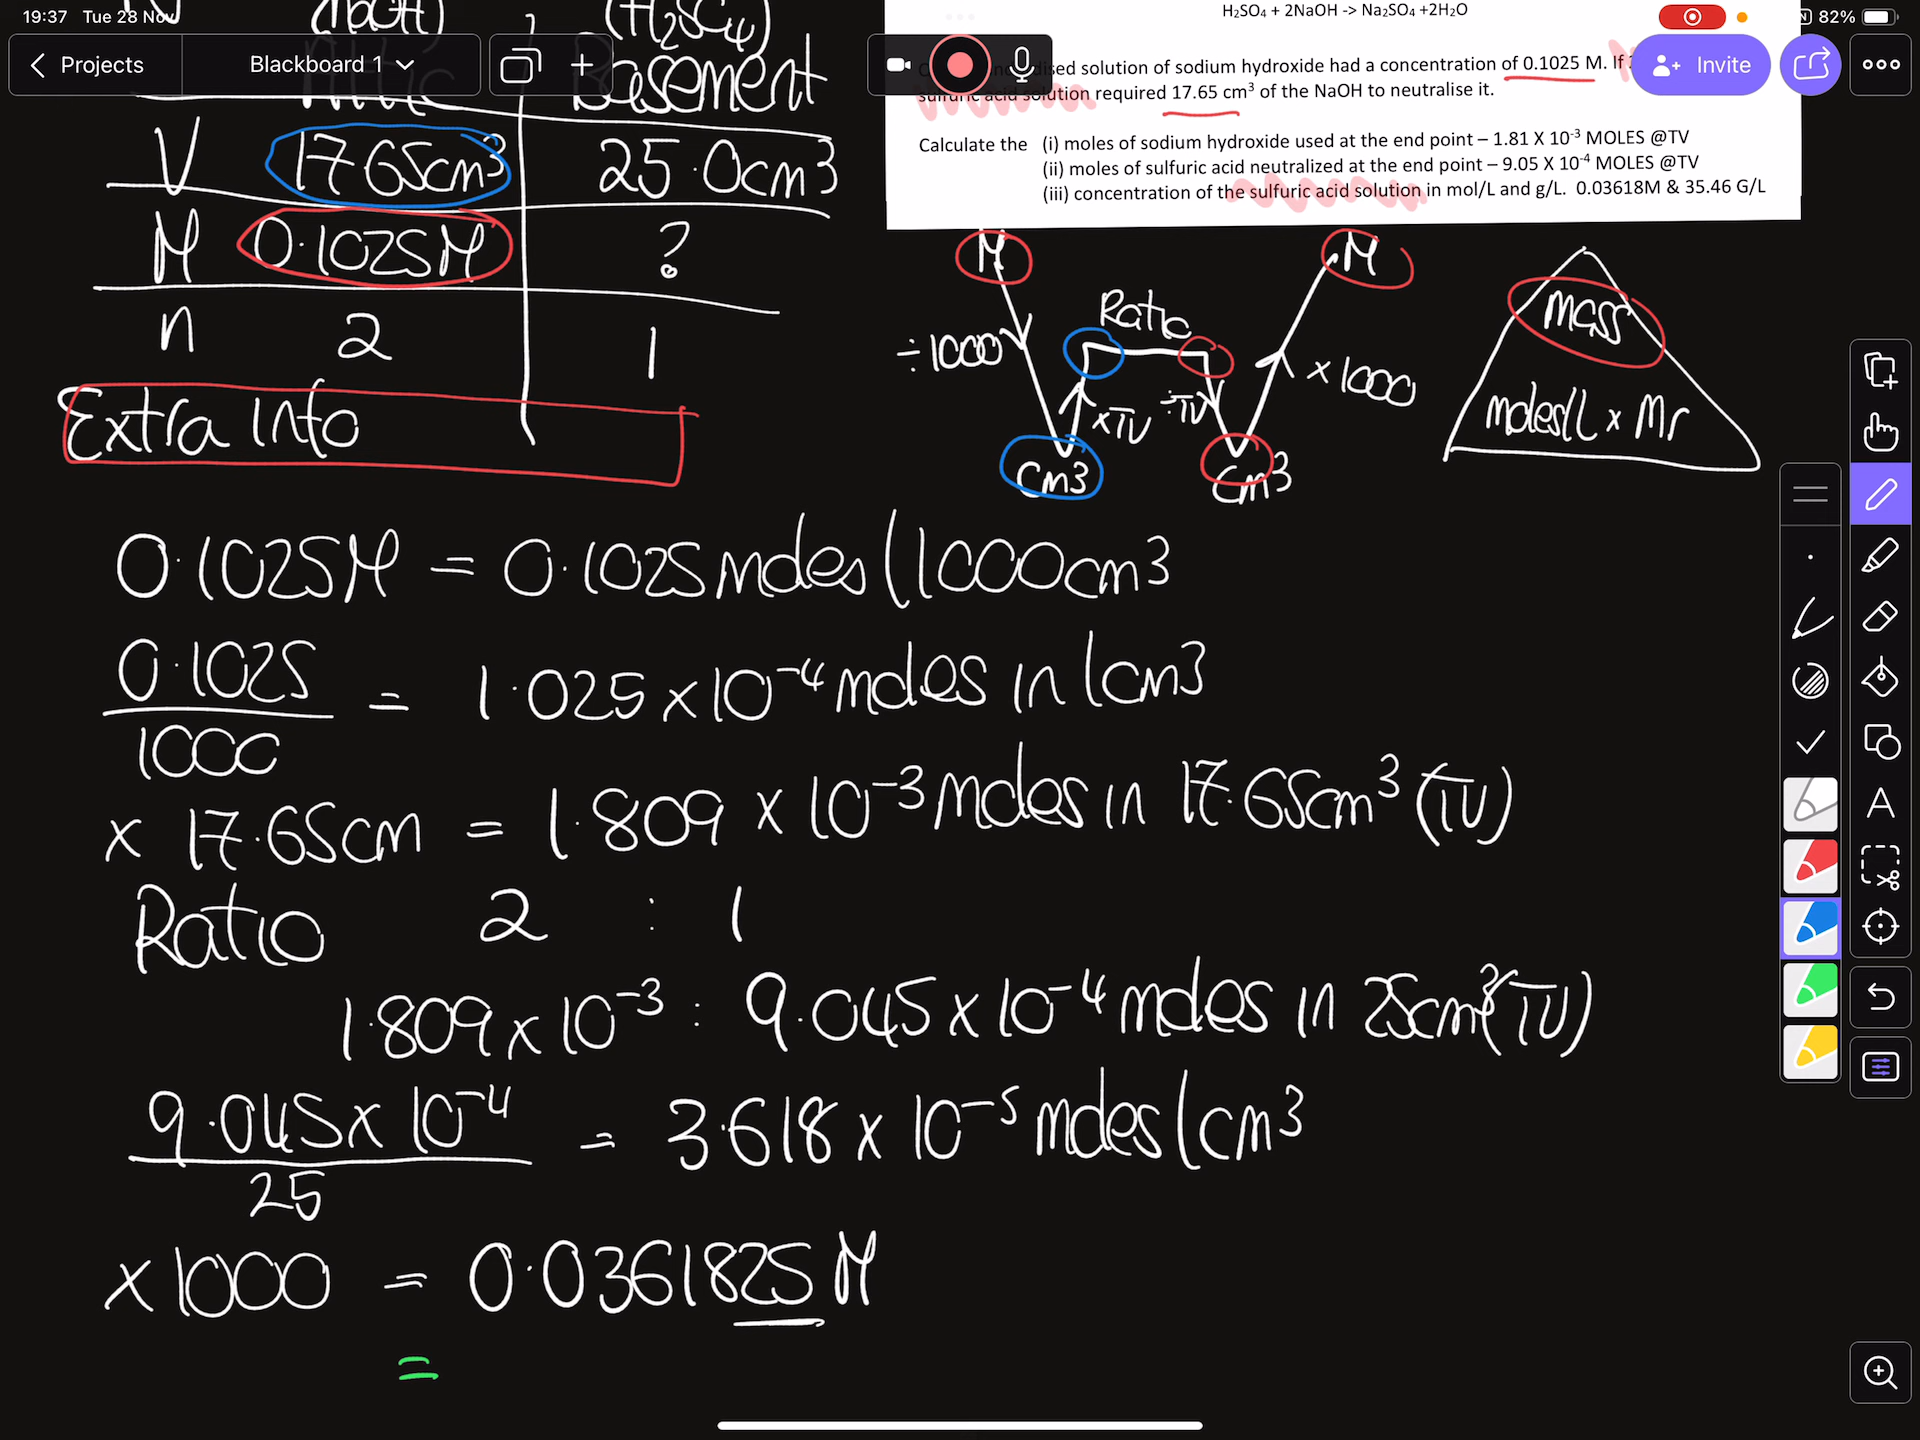 19:37 Tue 28 Nov
82%
Projects
Blackboard 1
Invite
(NaOH) (H₂SO₄)
Attic Basement
V 17.65cm³ 25.0cm³
M 0.1025M ?
n 2 1
Extra Info
H₂SO₄ + 2NaOH -> Na₂SO₄ +2H₂O
ised solution of sodium hydroxide had a concentration of 0.1025 M. If
sulfuric acid solution required 17.65 cm³ of the NaOH to neutralise it.
Calculate the (i) moles of sodium hydroxide used at the end point – 1.81 X 10⁻³ MOLES @TV
(ii) moles of sulfuric acid neutralized at the end point – 9.05 X 10⁻⁴ MOLES @TV
(iii) concentration of the sulfuric acid solution in mol/L and g/L. 0.03618M & 35.46 G/L
M M
Ratio
÷1000 ×TV ÷TV ×1000
Cm3 Cm3
mass
moles/L × Mr
0.1025M = 0.1025moles/1000cm3
0.1025
= 1.025 × 10⁻⁴ moles in 1cm3
1000
× 17.65cm = 1.809 × 10⁻³ moles in 17.65cm³ (TV)
Ratio 2 : 1
1.809 × 10⁻³ : 9.045 × 10⁻⁴ moles in 25cm³(TV)
9.045 × 10⁻⁴
= 3.618 × 10⁻⁵ moles/cm3
25
×1000 = 0.0361825 M
=